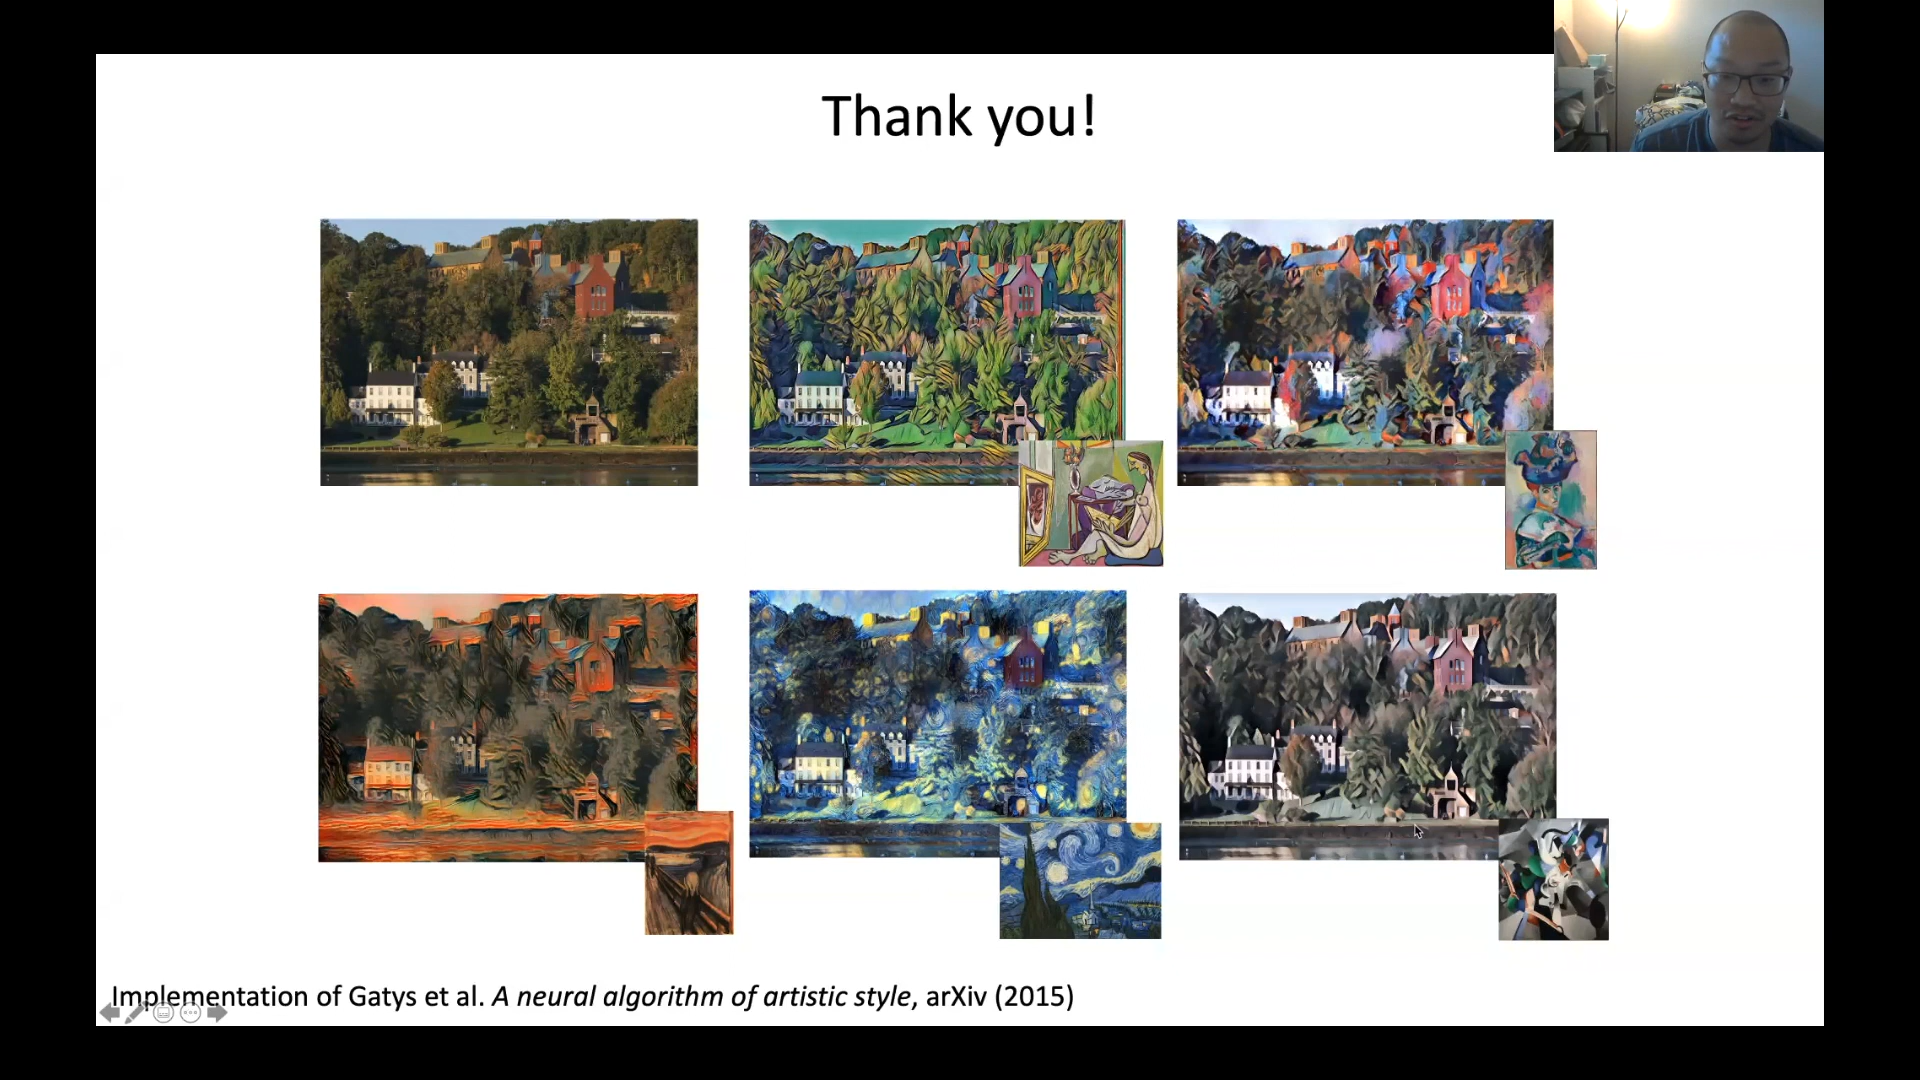 Thank you!
Implementation of Gatys et al. A neural algorithm of artistic style, arXiv (2015)